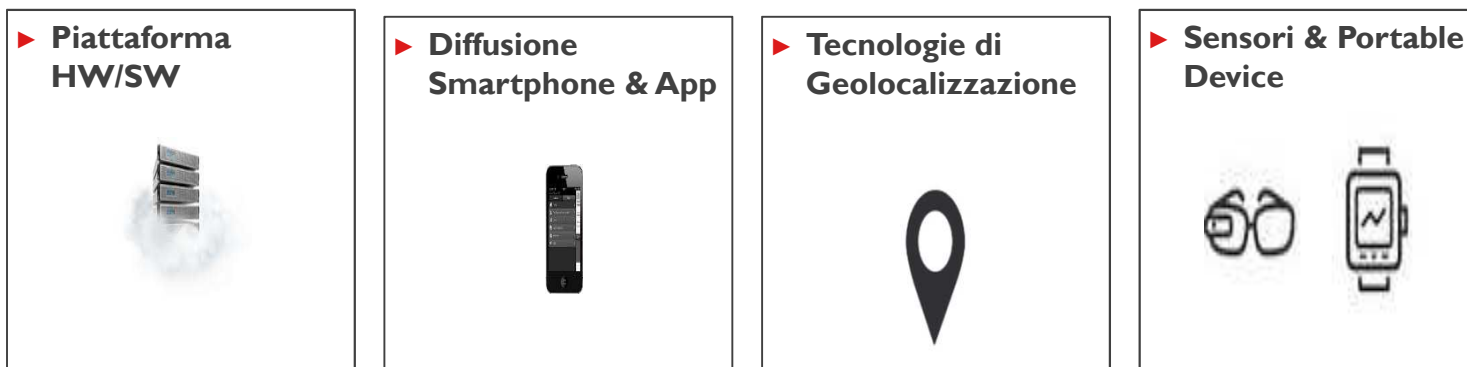 ► Piattaforma
HW/SW
► Diffusione
Smartphone & App
► Tecnologie di
Geolocalizzazione
► Sensori & Portable
Device